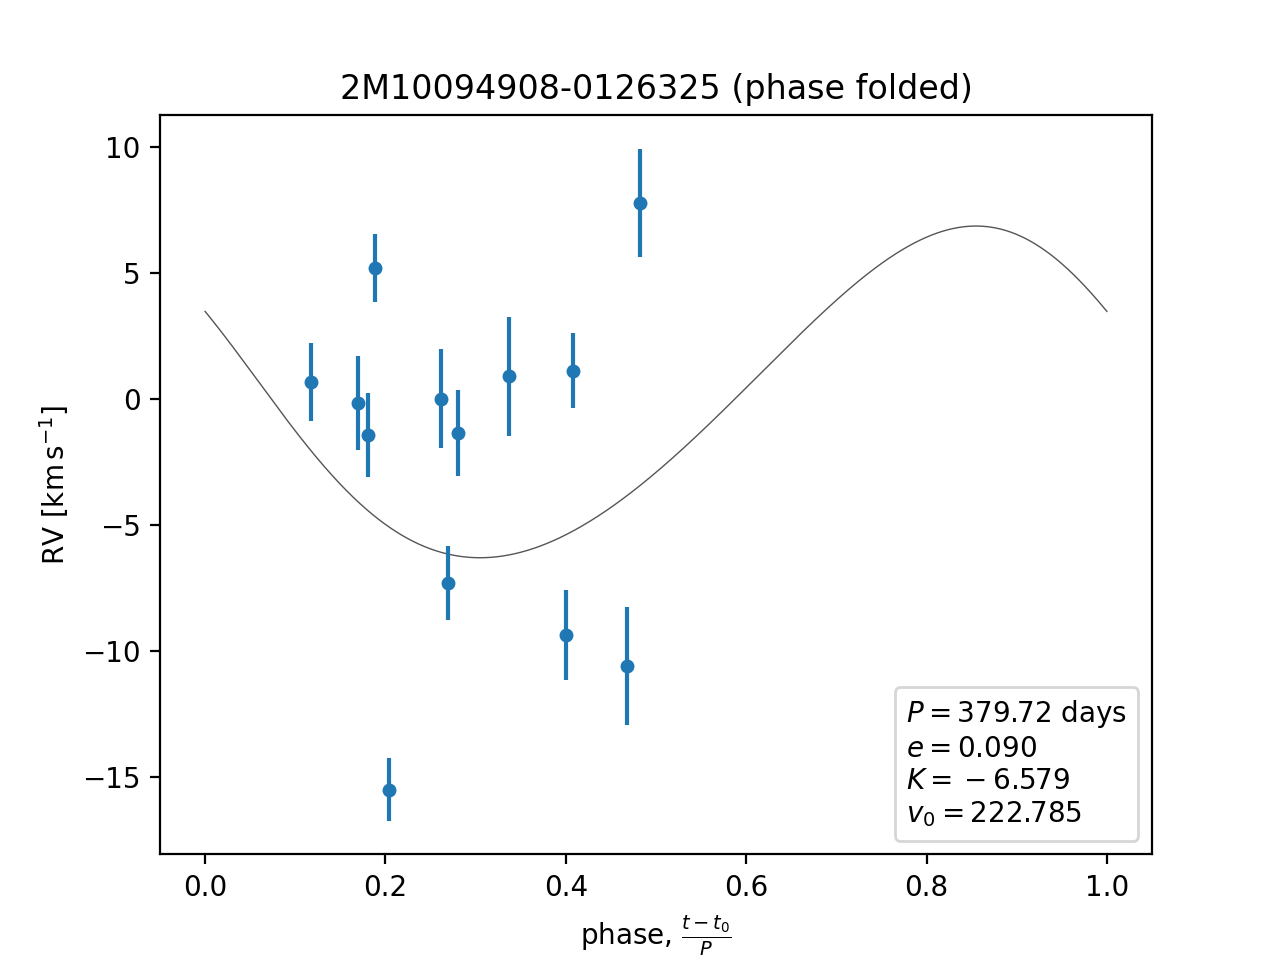 2M10094908-0126325 (phase folded)
RV [km s⁻¹]
10
5
0
−5
−10
−15
0.0 0.2 0.4 0.6 0.8 1.0
phase, (t − t₀)/P
P = 379.72 days
e = 0.090
K = − 6.579
v₀ = 222.785